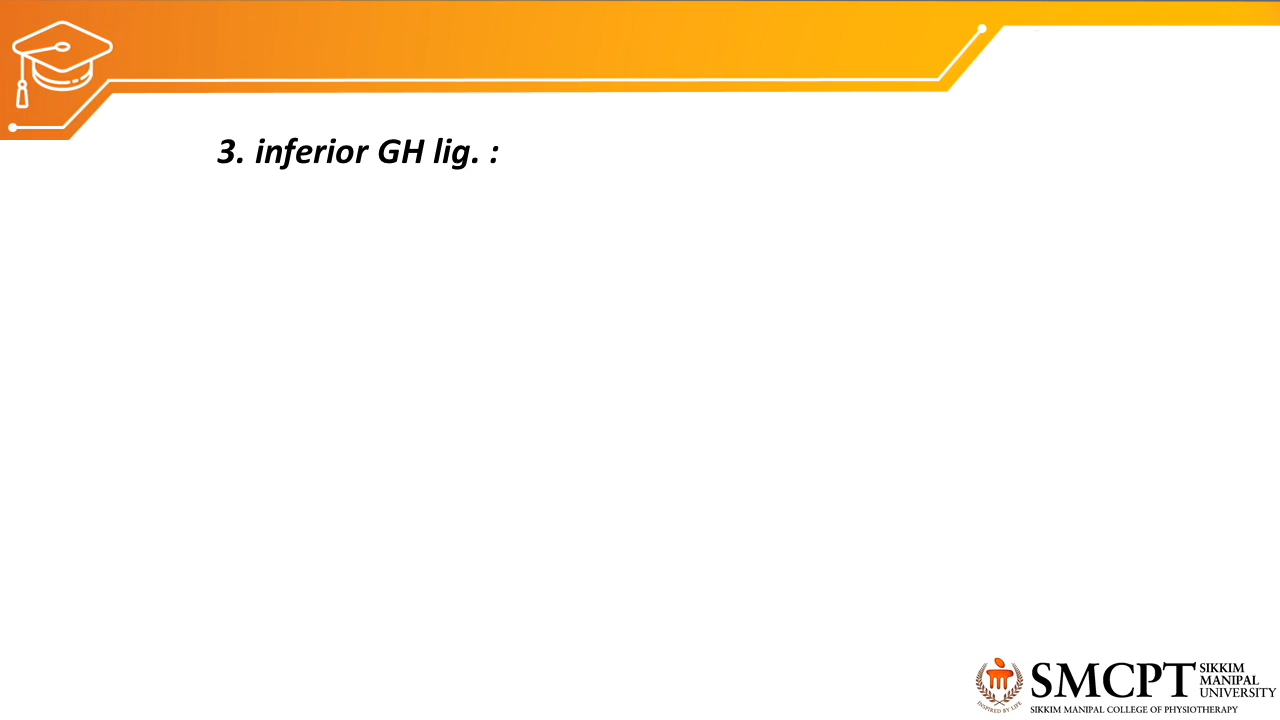 3. inferior GH lig. :
INSPIRED BY LIFE
SMCPT
SIKKIM
MANIPAL
UNIVERSITY
SIKKIM MANIPAL COLLEGE OF PHYSIOTHERAPY